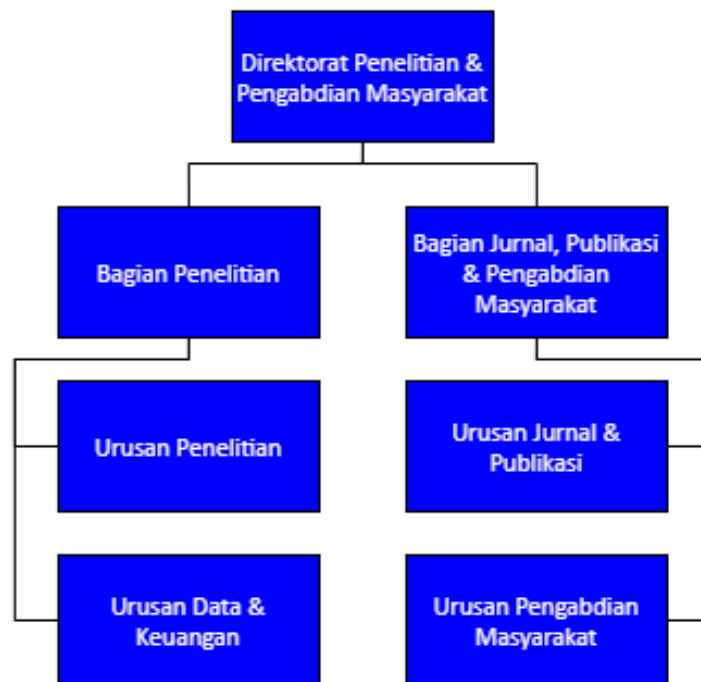 Direktorat Penelitian &
Pengabdian Masyarakat
Bagian Penelitian
Bagian Jurnal, Publikasi
& Pengabdian
Masyarakat
Urusan Penelitian
Urusan Jurnal &
Publikasi
Urusan Data &
Keuangan
Urusan Pengabdian
Masyarakat